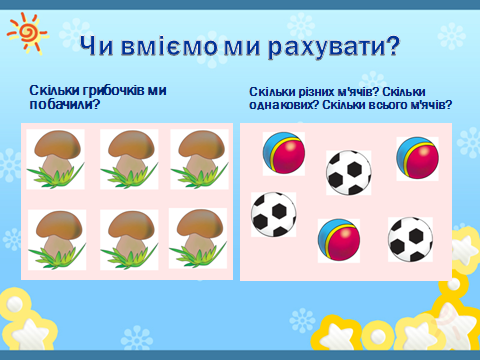 Чи вміємо ми рахувати?
Скільки грибочків ми
побачили?
Скільки різних м'ячів? Скільки
однакових? Скільки всього м'ячів?